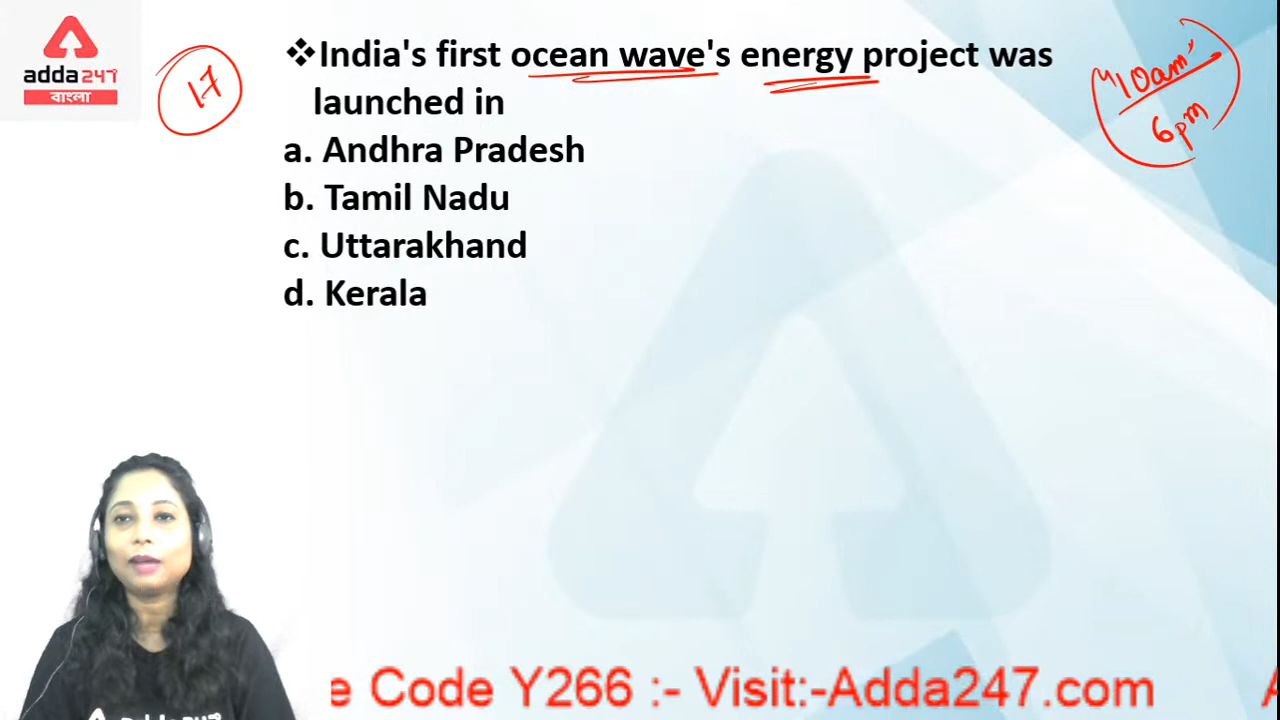 adda247
বাংলা
17
❖India's first ocean wave's energy project was
launched in
a. Andhra Pradesh
b. Tamil Nadu
c. Uttarakhand
d. Kerala
10am
6pm
e Code Y266 :- Visit:-Adda247.com